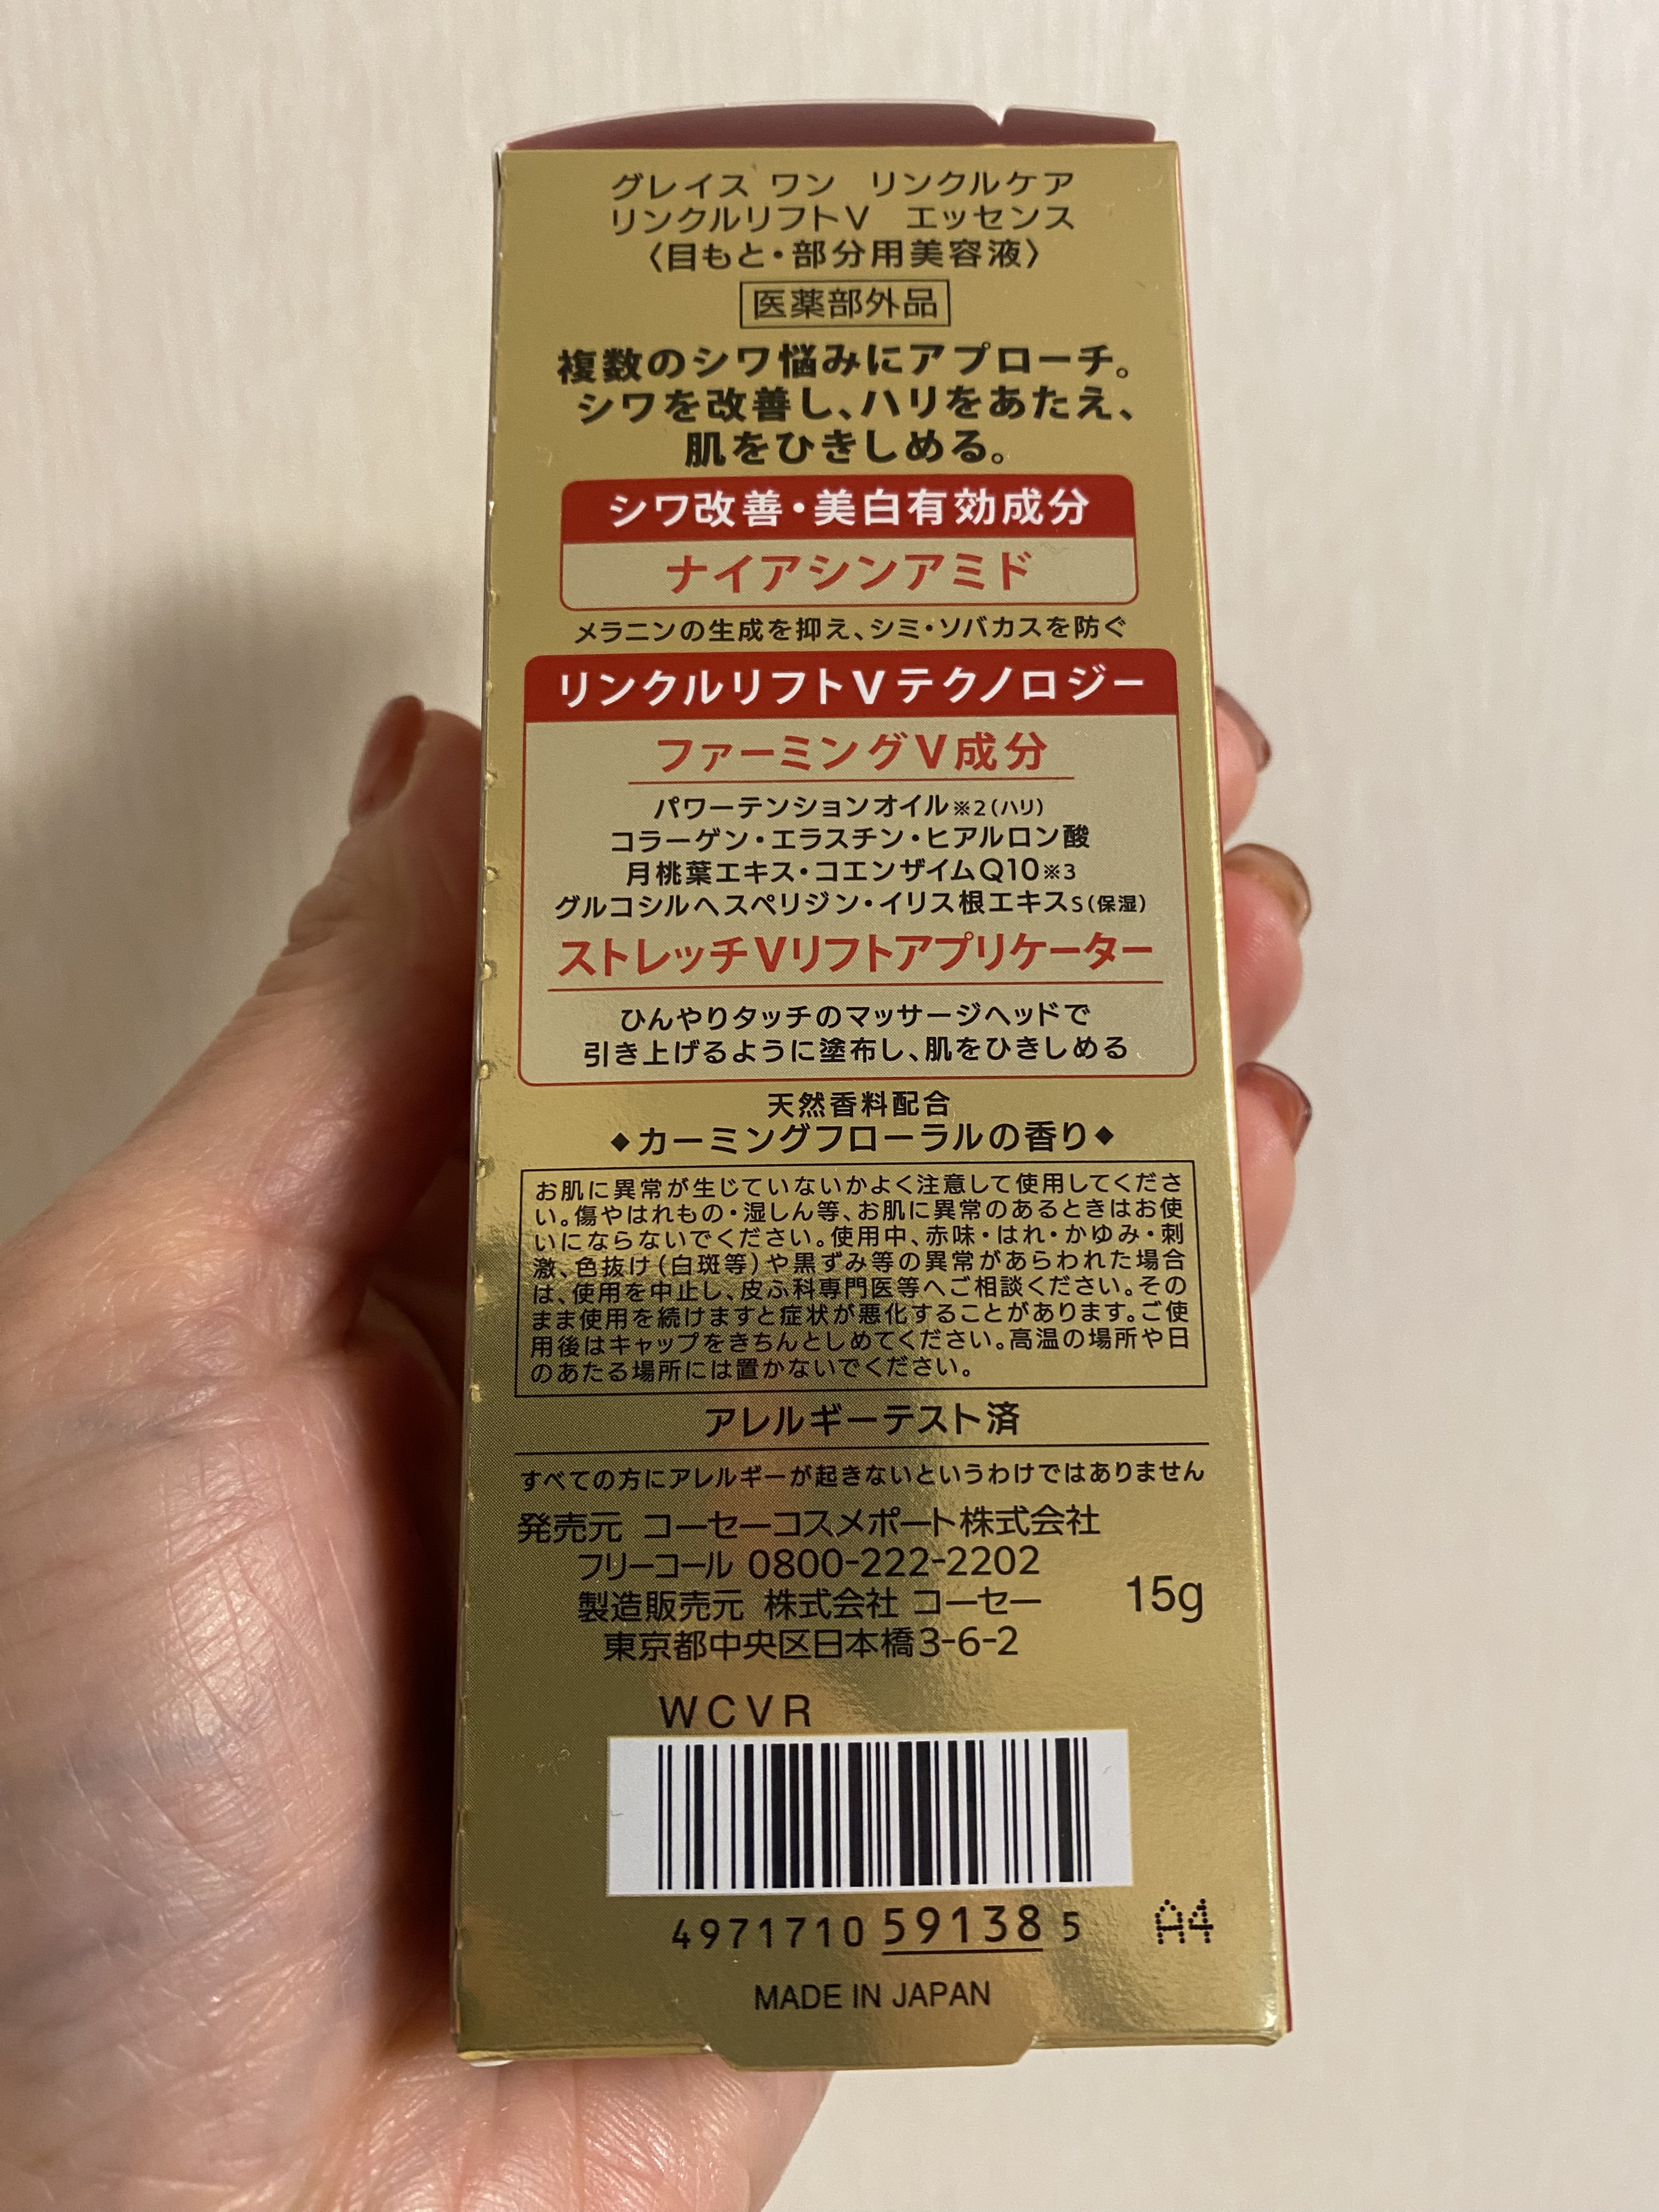 グレイス ワン リンクルケア
リンクルリフトV エッセンス
〈目もと・部分用美容液〉
医薬部外品
複数のシワ悩みにアプローチ。
シワを改善し、ハリをあたえ、
肌をひきしめる。
シワ改善・美白有効成分
ナイアシンアミド
メラニンの生成を抑え、シミ・ソバカスを防ぐ
リンクルリフトVテクノロジー
ファーミングV成分
パワーテンションオイル※2(ハリ)
コラーゲン・エラスチン・ヒアルロン酸
月桃葉エキス・コエンザイムQ10※3
グルコシルヘスペリジン・イリス根エキスS(保湿)
ストレッチVリフトアプリケーター
ひんやりタッチのマッサージヘッドで
引き上げるように塗布し、肌をひきしめる
天然香料配合
◆カーミングフローラルの香り◆
お肌に異常が生じていないかよく注意して使用してくださ
い。傷やはれもの・湿しん等、お肌に異常のあるときはお使
いにならないでください。使用中、赤味・はれ・かゆみ・刺
激、色抜け(白斑等)や黒ずみ等の異常があらわれた場合
は、使用を中止し、皮ふ科専門医等へご相談ください。その
まま使用を続けますと症状が悪化することがあります。ご使
用後はキャップをきちんとしめてください。高温の場所や日
のあたる場所には置かないでください。
アレルギーテスト済
すべての方にアレルギーが起きないというわけではありません
発売元 コーセーコスメポート株式会社
フリーコール 0800-222-2202
製造販売元 株式会社 コーセー
15g
東京都中央区日本橋3-6-2
WCVR
4971710 59138 5
A4
MADE IN JAPAN